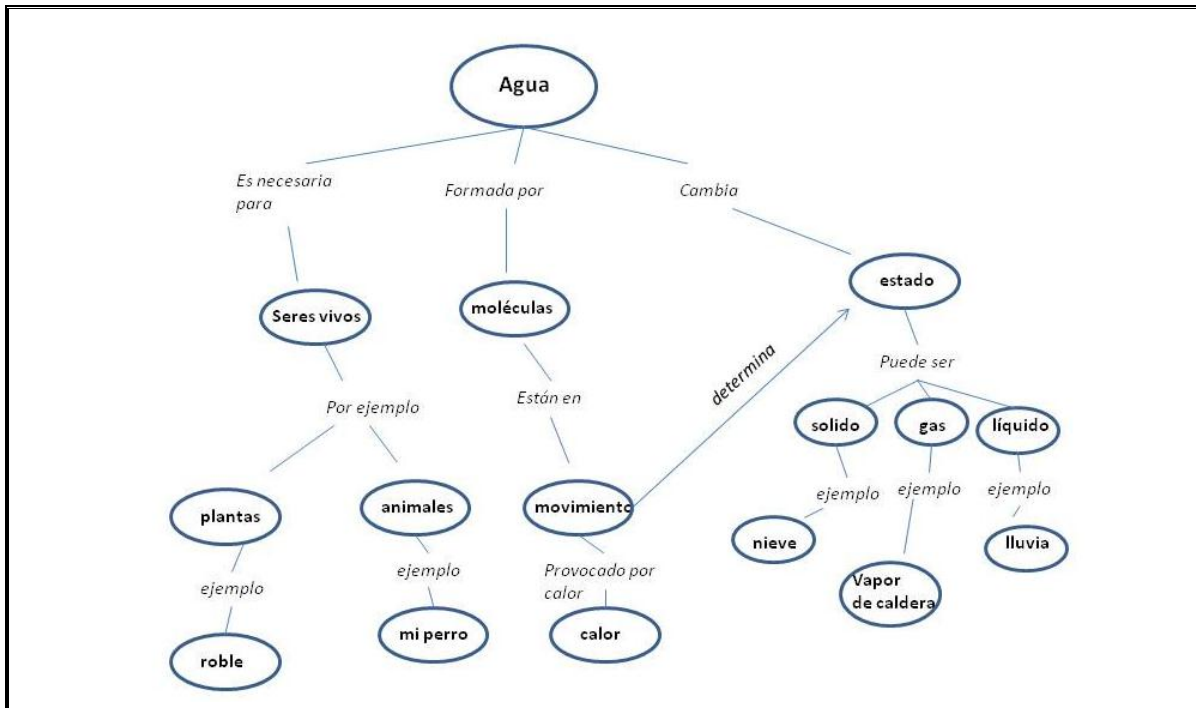 Agua
Es necesaria
para
Formada por
Cambia
Seres vivos
moléculas
estado
determina
Por ejemplo
Están en
Puede ser
solido
gas
líquido
plantas
animales
movimiento
ejemplo
ejemplo
ejemplo
nieve
lluvia
ejemplo
ejemplo
Provocado por
calor
Vapor
de caldera
roble
mi perro
calor